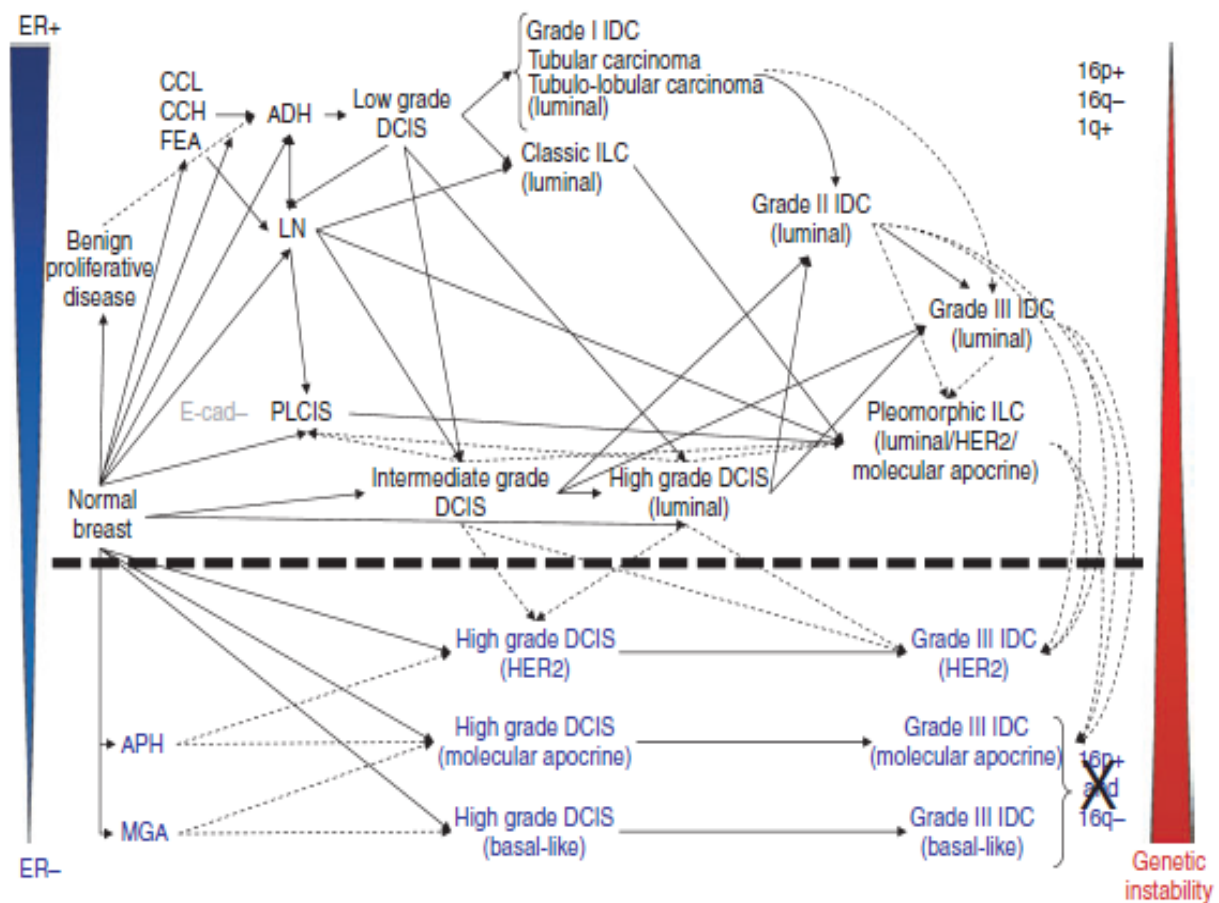 ER+
Grade I IDC
Tubular carcinoma
Tubulo-lobular carcinoma
(luminal)
16p+
16q–
1q+
CCL
CCH
FEA
ADH
Low grade
DCIS
Classic ILC
(luminal)
Grade II IDC
(luminal)
LN
Benign
proliferative
disease
Grade III IDC
(luminal)
E-cad–
PLCIS
Pleomorphic ILC
(luminal/HER2/
molecular apocrine)
Normal
breast
Intermediate grade
DCIS
High grade DCIS
(luminal)
High grade DCIS
(HER2)
Grade III IDC
(HER2)
APH
High grade DCIS
(molecular apocrine)
Grade III IDC
(molecular apocrine)
16p+
and
16q–
MGA
High grade DCIS
(basal-like)
Grade III IDC
(basal-like)
ER–
Genetic
instability